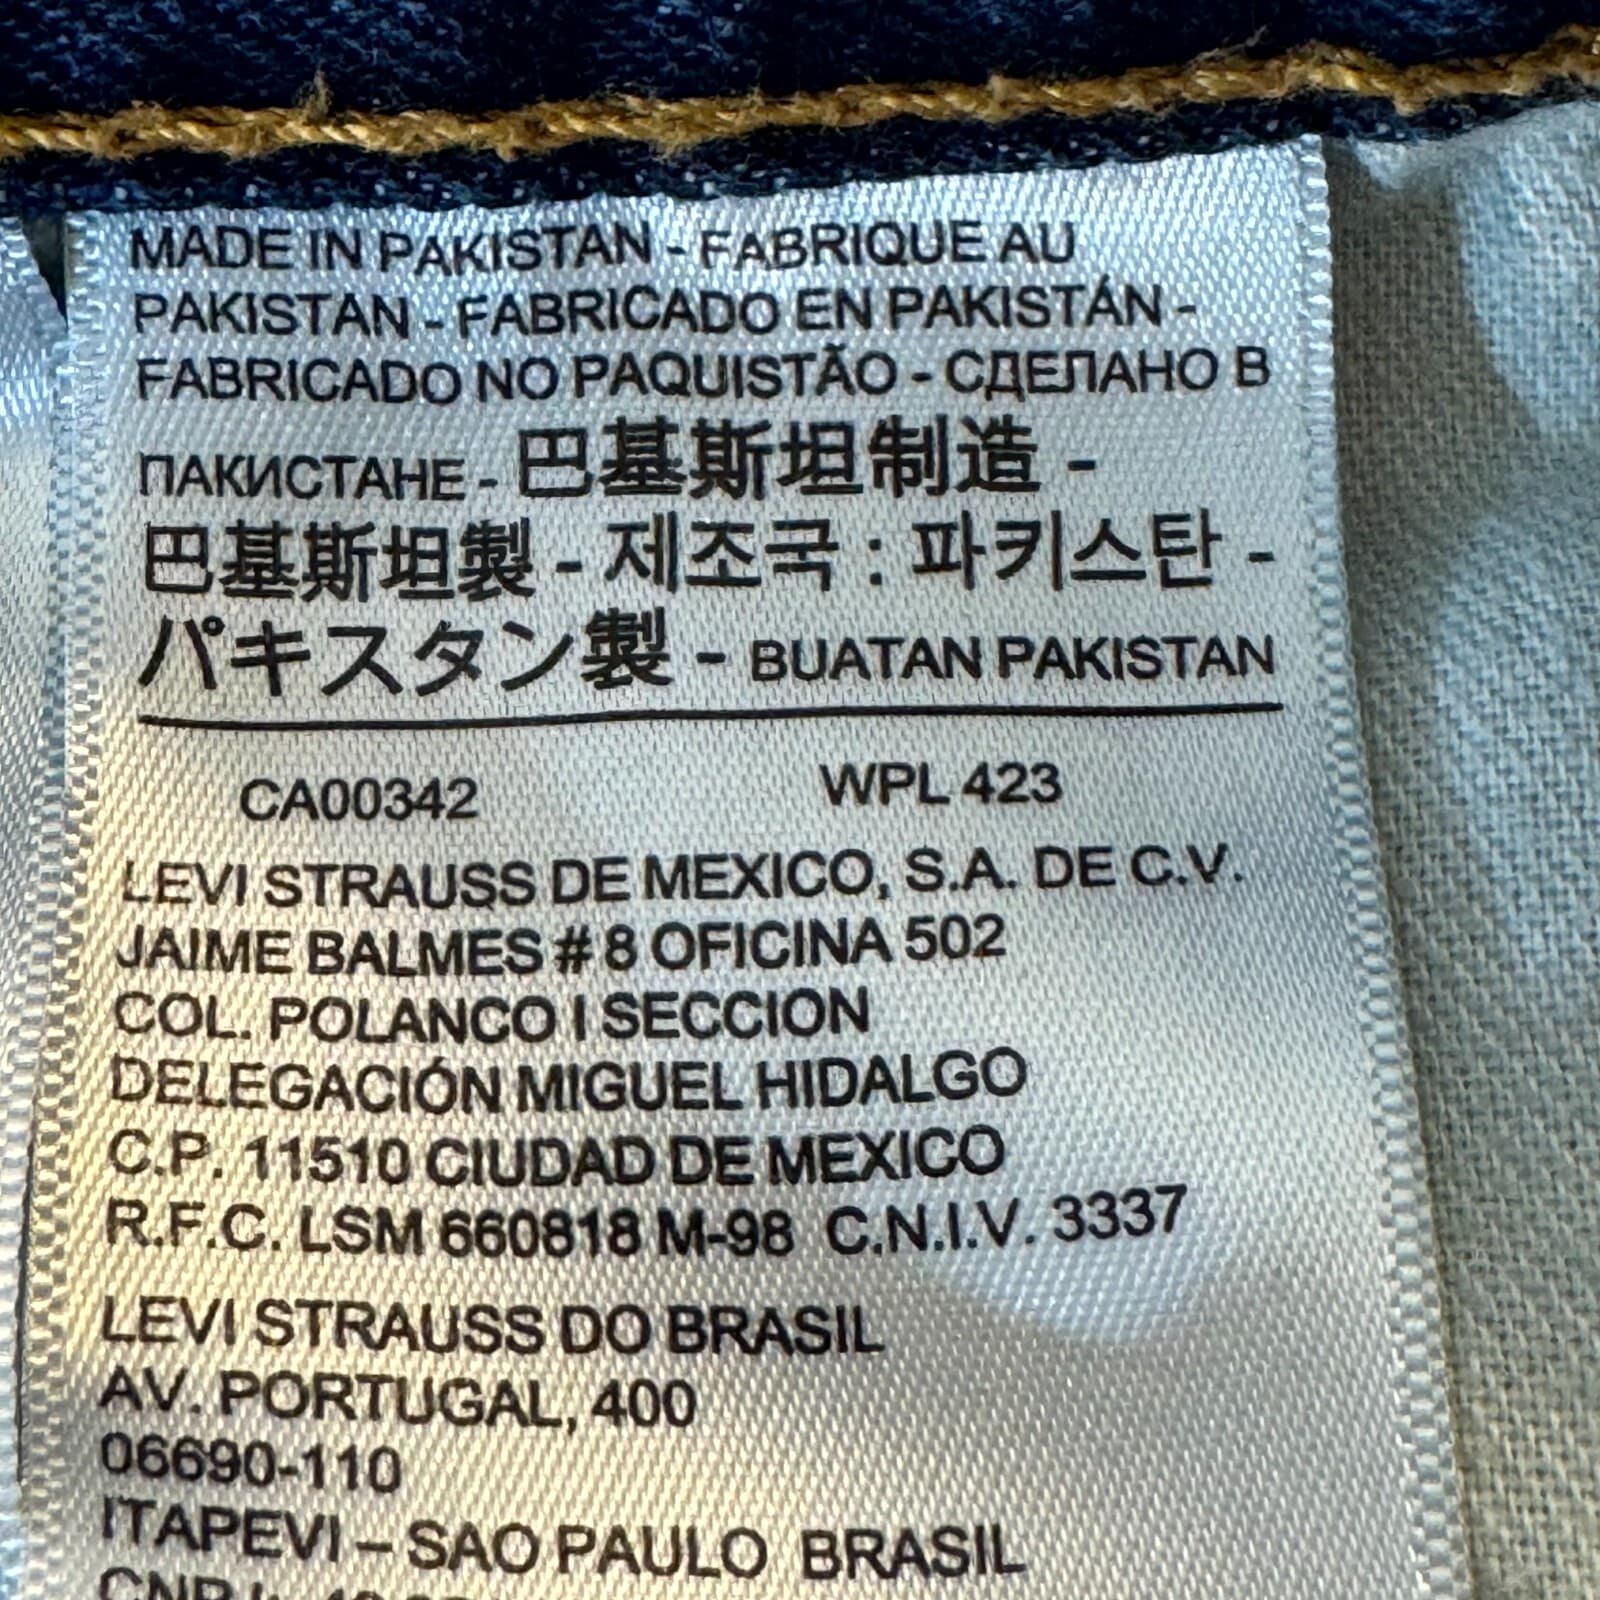 MADE IN PAKISTAN - FABRIQUE AU
PAKISTAN - FABRICADO EN PAKISTÁN -
FABRICADO NO PAQUISTÃO - СДЕЛАНО В
ПАКИСТАНЕ - 巴基斯坦制造 -
巴基斯坦製 - 제조국 : 파키스탄 -
パキスタン製 - BUATAN PAKISTAN
CA00342 WPL 423
LEVI STRAUSS DE MEXICO, S.A. DE C.V.
JAIME BALMES # 8 OFICINA 502
COL. POLANCO I SECCION
DELEGACIÓN MIGUEL HIDALGO
C.P. 11510 CIUDAD DE MEXICO
R.F.C. LSM 660818 M-98 C.N.I.V. 3337
LEVI STRAUSS DO BRASIL
AV. PORTUGAL, 400
06690-110
ITAPEVI – SAO PAULO BRASIL